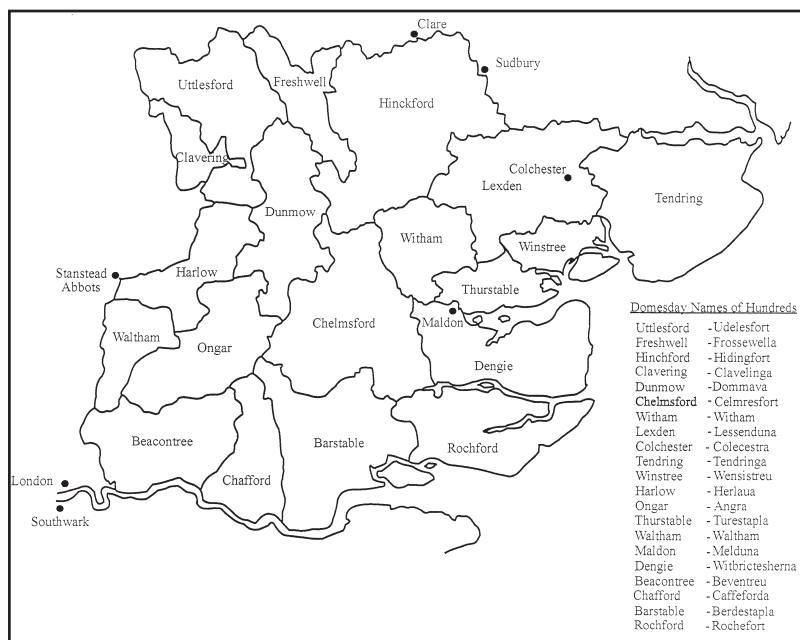 Clare
Sudbury
Uttlesford
Freshwell
Hinckford
Clavering
Colchester
Lexden
Tendring
Dunmow
Witham
Winstree
Stanstead
Abbots
Harlow
Thurstable
Waltham
Ongar
Chelmsford
Maldon
Dengie
Beacontree
Barstable
Rochford
Chafford
London
Southwark
Domesday Names of Hundreds
Uttlesford - Udelesfort
Freshwell - Frossewella
Hinchford - Hidingfort
Clavering - Clavelinga
Dunmow - Dommava
Chelmsford - Celmresfort
Witham - Witham
Lexden - Lessenduna
Colchester - Colecestra
Tendring - Tendringa
Winstree - Wensistreu
Harlow - Herlaua
Ongar - Angra
Thurstable - Turestapla
Waltham - Waltham
Maldon - Melduna
Dengie - Witbrictesherna
Beacontree - Beventreu
Chafford - Caffeforda
Barstable - Berdestapla
Rochford - Rochefort